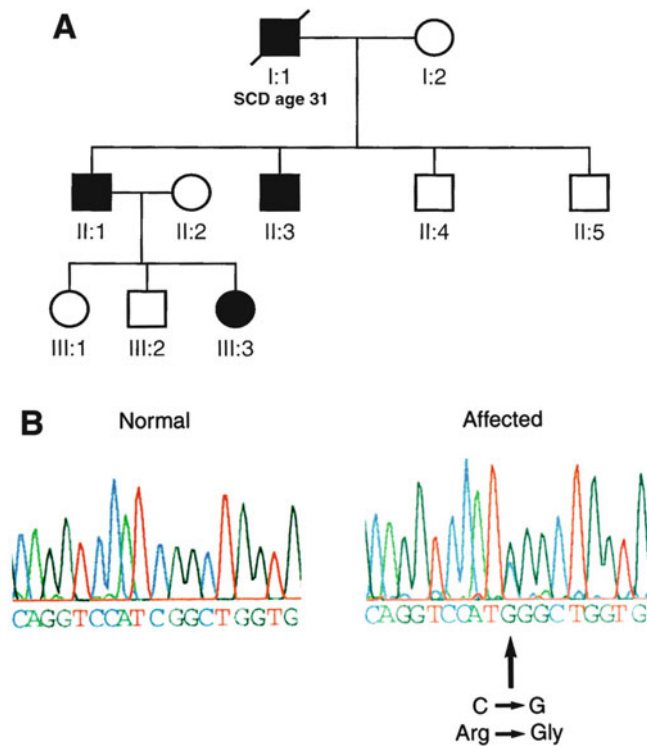 A
I:1
I:2
SCD age 31
II:1
II:2
II:3
II:4
II:5
III:1
III:2
III:3
B
Normal
Affected
CAGGTCCATCGGCTGGTG
CAGGTCCATGGGCTGGTG
C → G
Arg → Gly